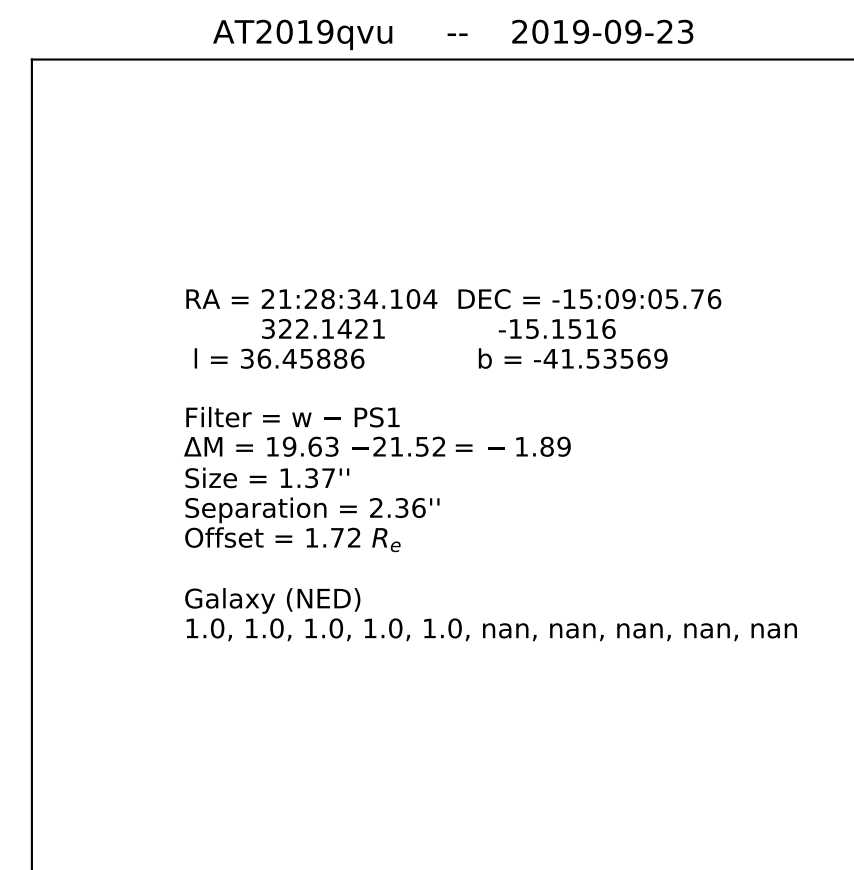 AT2019qvu -- 2019-09-23
RA = 21:28:34.104 DEC = -15:09:05.76
322.1421 -15.1516
l = 36.45886 b = -41.53569
Filter = w − PS1
ΔM = 19.63 −21.52 = − 1.89
Size = 1.37''
Separation = 2.36''
Offset = 1.72 Re
Galaxy (NED)
1.0, 1.0, 1.0, 1.0, 1.0, nan, nan, nan, nan, nan